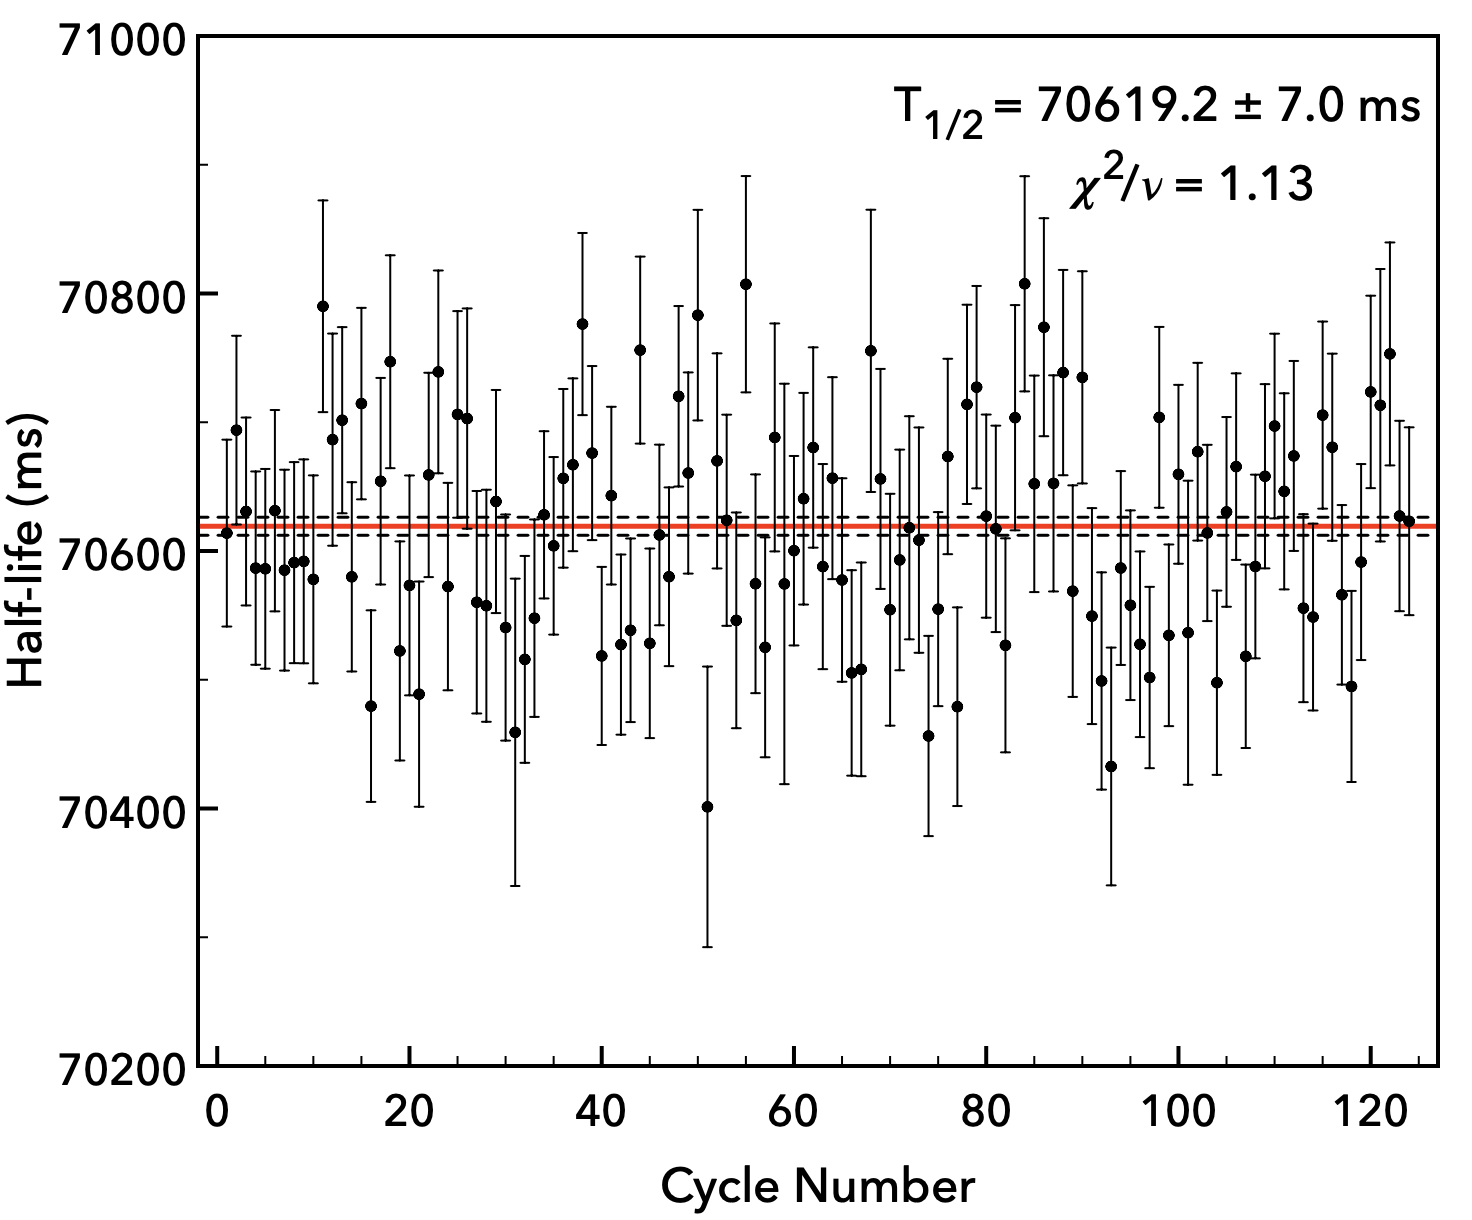 71000
70800
70600
70400
70200
Half-life (ms)
T1/2 = 70619.2 ± 7.0 ms
χ2/ν = 1.13
0 20 40 60 80 100 120
Cycle Number